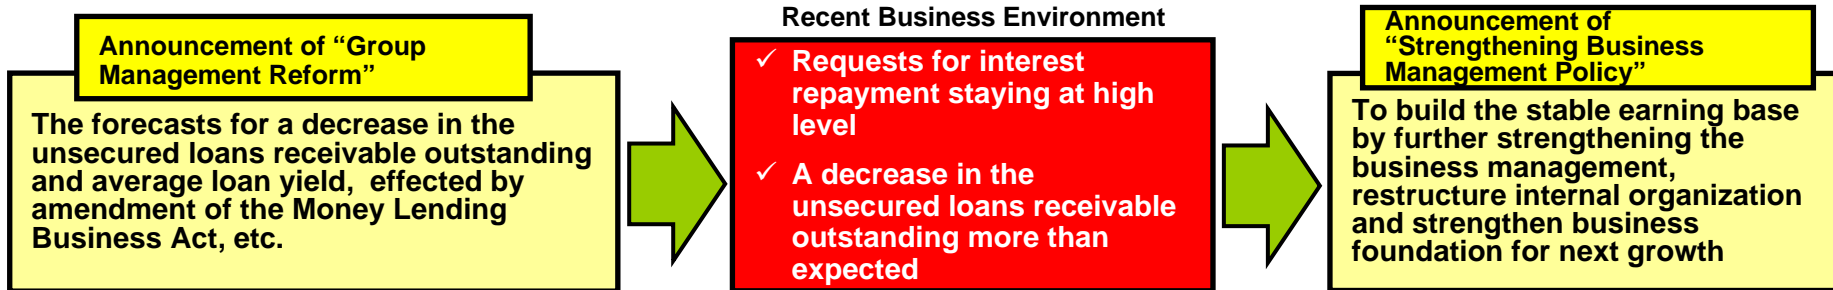 Announcement of “Group
Management Reform”
The forecasts for a decrease in the
unsecured loans receivable outstanding
and average loan yield, effected by
amendment of the Money Lending
Business Act, etc.
Recent Business Environment
✓ Requests for interest
repayment staying at high
level
✓ A decrease in the
unsecured loans receivable
outstanding more than
expected
Announcement of
“Strengthening Business
Management Policy”
To build the stable earning base
by further strengthening the
business management,
restructure internal organization
and strengthen business
foundation for next growth